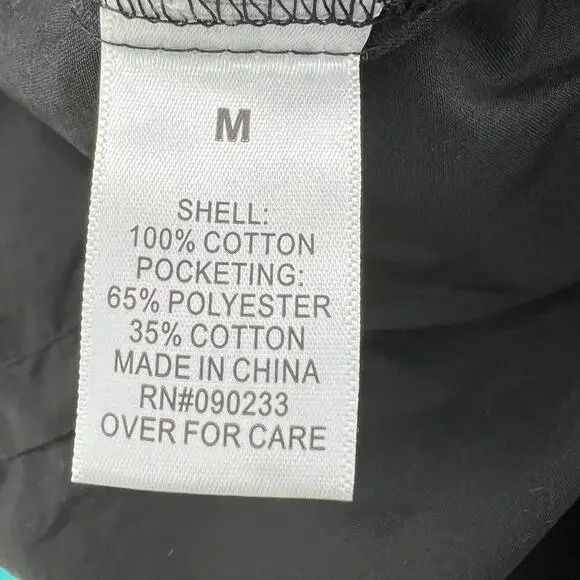 M
SHELL:
100% COTTON
POCKETING:
65% POLYESTER
35% COTTON
MADE IN CHINA
RN#090233
OVER FOR CARE